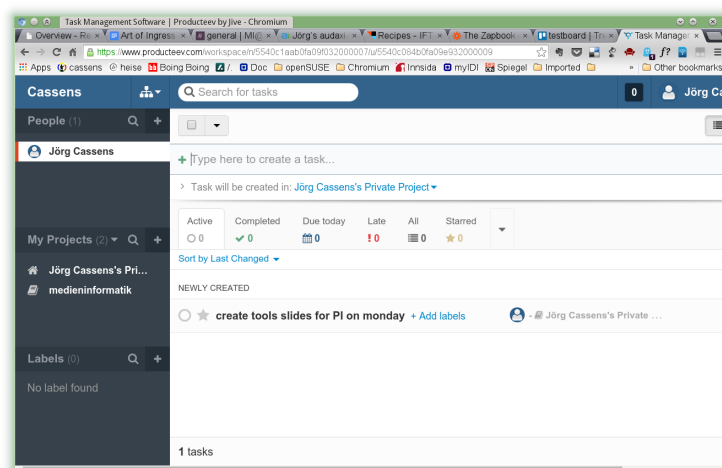 Task Management Software | Producteev by Jive - Chromium
Overview - Re
Art of Ingress
general | MI@
Jörg's audaxi
Recipes - IFT
The Zapbook
testboard | Tr
Task Manager
https://www.producteev.com/workspace/n/5540c1aab0fa09f032000007/u/5540c084b0fa09e932000009
f?
Apps
cassens
heise
Boing Boing
/.
Doc
openSUSE
Chromium
Innsida
myIDI
Spiegel
Imported
»
Other bookmarks
Cassens
Search for tasks
0
Jörg Ca
People (1)
+
Jörg Cassens
+ Type here to create a task...
> Task will be created in: Jörg Cassens's Private Project
Active
Completed
Due today
Late
All
Starred
0
0
0
! 0
0
0
My Projects (2)
+
Sort by Last Changed
Jörg Cassens's Pri...
medieninformatik
NEWLY CREATED
create tools slides for PI on monday + Add labels
- Jörg Cassens's Private ...
Labels (0)
+
No label found
1 tasks